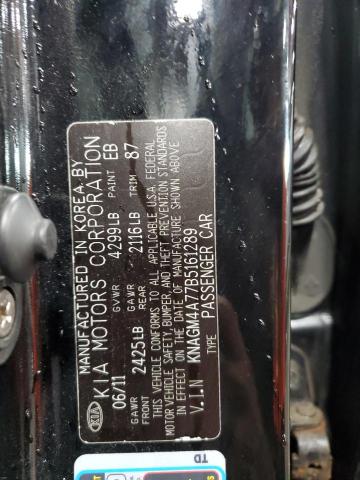 MANUFACTURED IN KOREA BY
KIA MOTORS CORPORATION
KIA
06/11 GVWR 4299LB PAINT EB
GAWR FRONT 2425LB GAWR REAR 2116LB TRIM 87
THIS VEHICLE CONFORMS TO ALL APPLICABLE U.S.A. FEDERAL
MOTOR VEHICLE SAFETY, BUMPER, AND THEFT PREVENTION STANDARDS
IN EFFECT ON THE DATE OF MANUFACTURE SHOWN ABOVE
V.I.N KNAGM4A77B5161289
TYPE PASSENGER CAR
TD